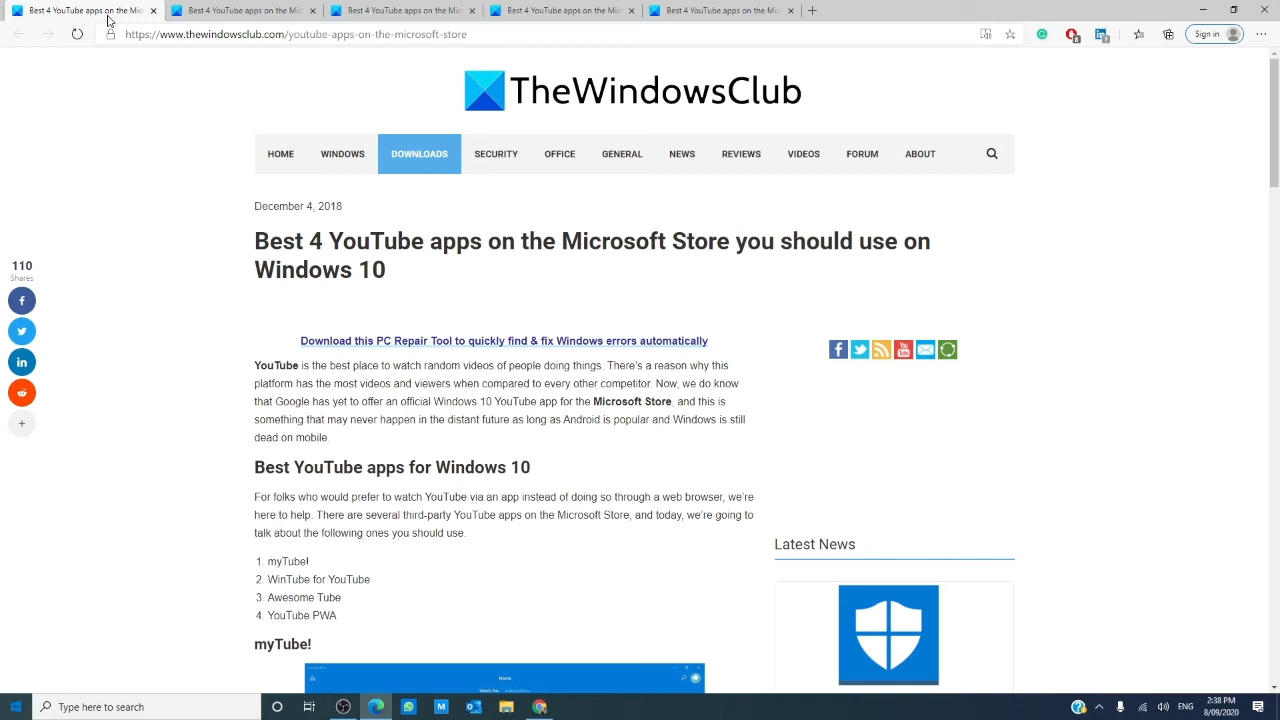 Best 4 YouTube apps on the Mic
Best 4 YouTube apps on the Mic
Best 4 YouTube apps on the Mic
Best 4 YouTube apps on the Mic
Best 4 YouTube apps on the Mic
https://www.thewindowsclub.com/youtube-apps-on-the-microsoft-store
Sign in
TheWindowsClub
HOME WINDOWS DOWNLOADS SECURITY OFFICE GENERAL NEWS REVIEWS VIDEOS FORUM ABOUT
December 4, 2018
Best 4 YouTube apps on the Microsoft Store you should use on
Windows 10
110
Shares
Download this PC Repair Tool to quickly find & fix Windows errors automatically
YouTube is the best place to watch random videos of people doing things. There's a reason why this
platform has the most videos and viewers when compared to every other competitor. Now, we do know
that Google has yet to offer an official Windows 10 YouTube app for the Microsoft Store, and this is
something that may never happen in the distant future as long as Android is popular and Windows is still
dead on mobile.
Best YouTube apps for Windows 10
For folks who would prefer to watch YouTube via an app instead of doing so through a web browser, we're
here to help. There are several third-party YouTube apps on the Microsoft Store, and today, we're going to
talk about the following ones you should use.
1. myTube!
2. WinTube for YouTube
3. Awesome Tube
4. YouTube PWA
myTube!
Home
Latest News
Type here to search
ENG
2:38 PM
8/09/2020